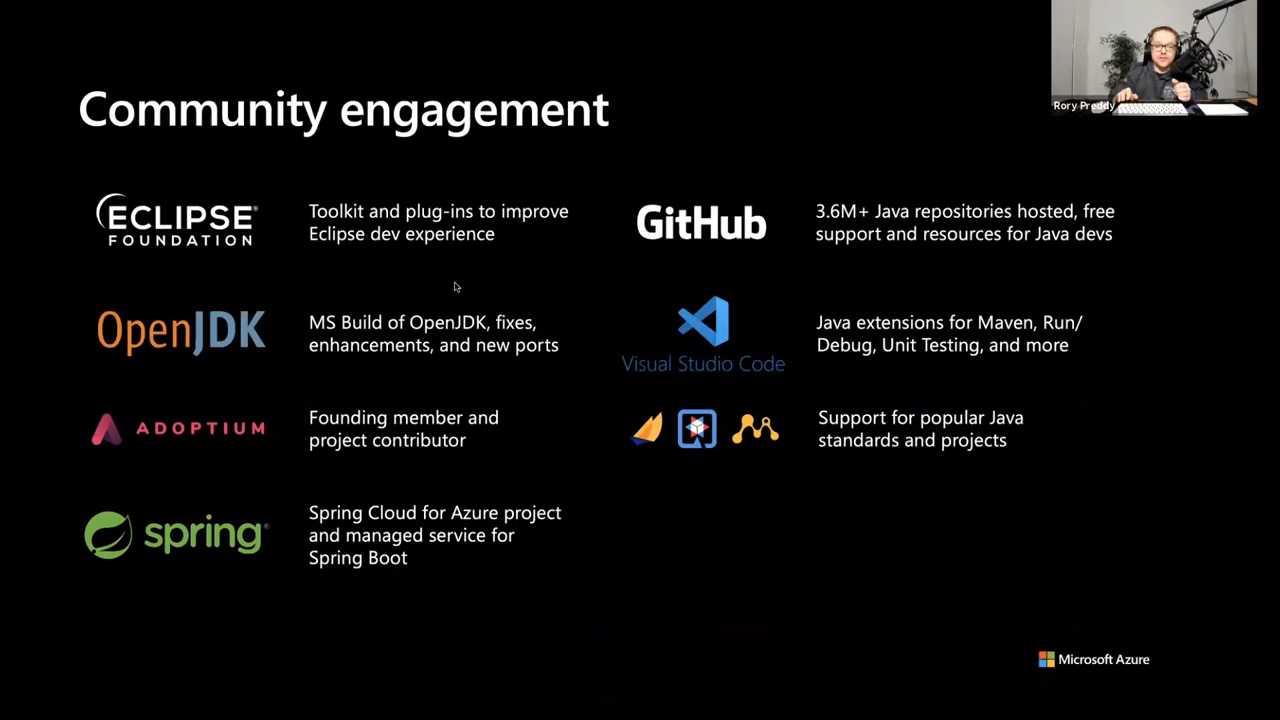 Rory Preddy
Community engagement
ECLIPSE®
FOUNDATION
Toolkit and plug-ins to improve
Eclipse dev experience
GitHub
3.6M+ Java repositories hosted, free
support and resources for Java devs
OpenJDK
MS Build of OpenJDK, fixes,
enhancements, and new ports
Visual Studio Code
Java extensions for Maven, Run/
Debug, Unit Testing, and more
ADOPTIUM
Founding member and
project contributor
Support for popular Java
standards and projects
spring®
Spring Cloud for Azure project
and managed service for
Spring Boot
Microsoft Azure